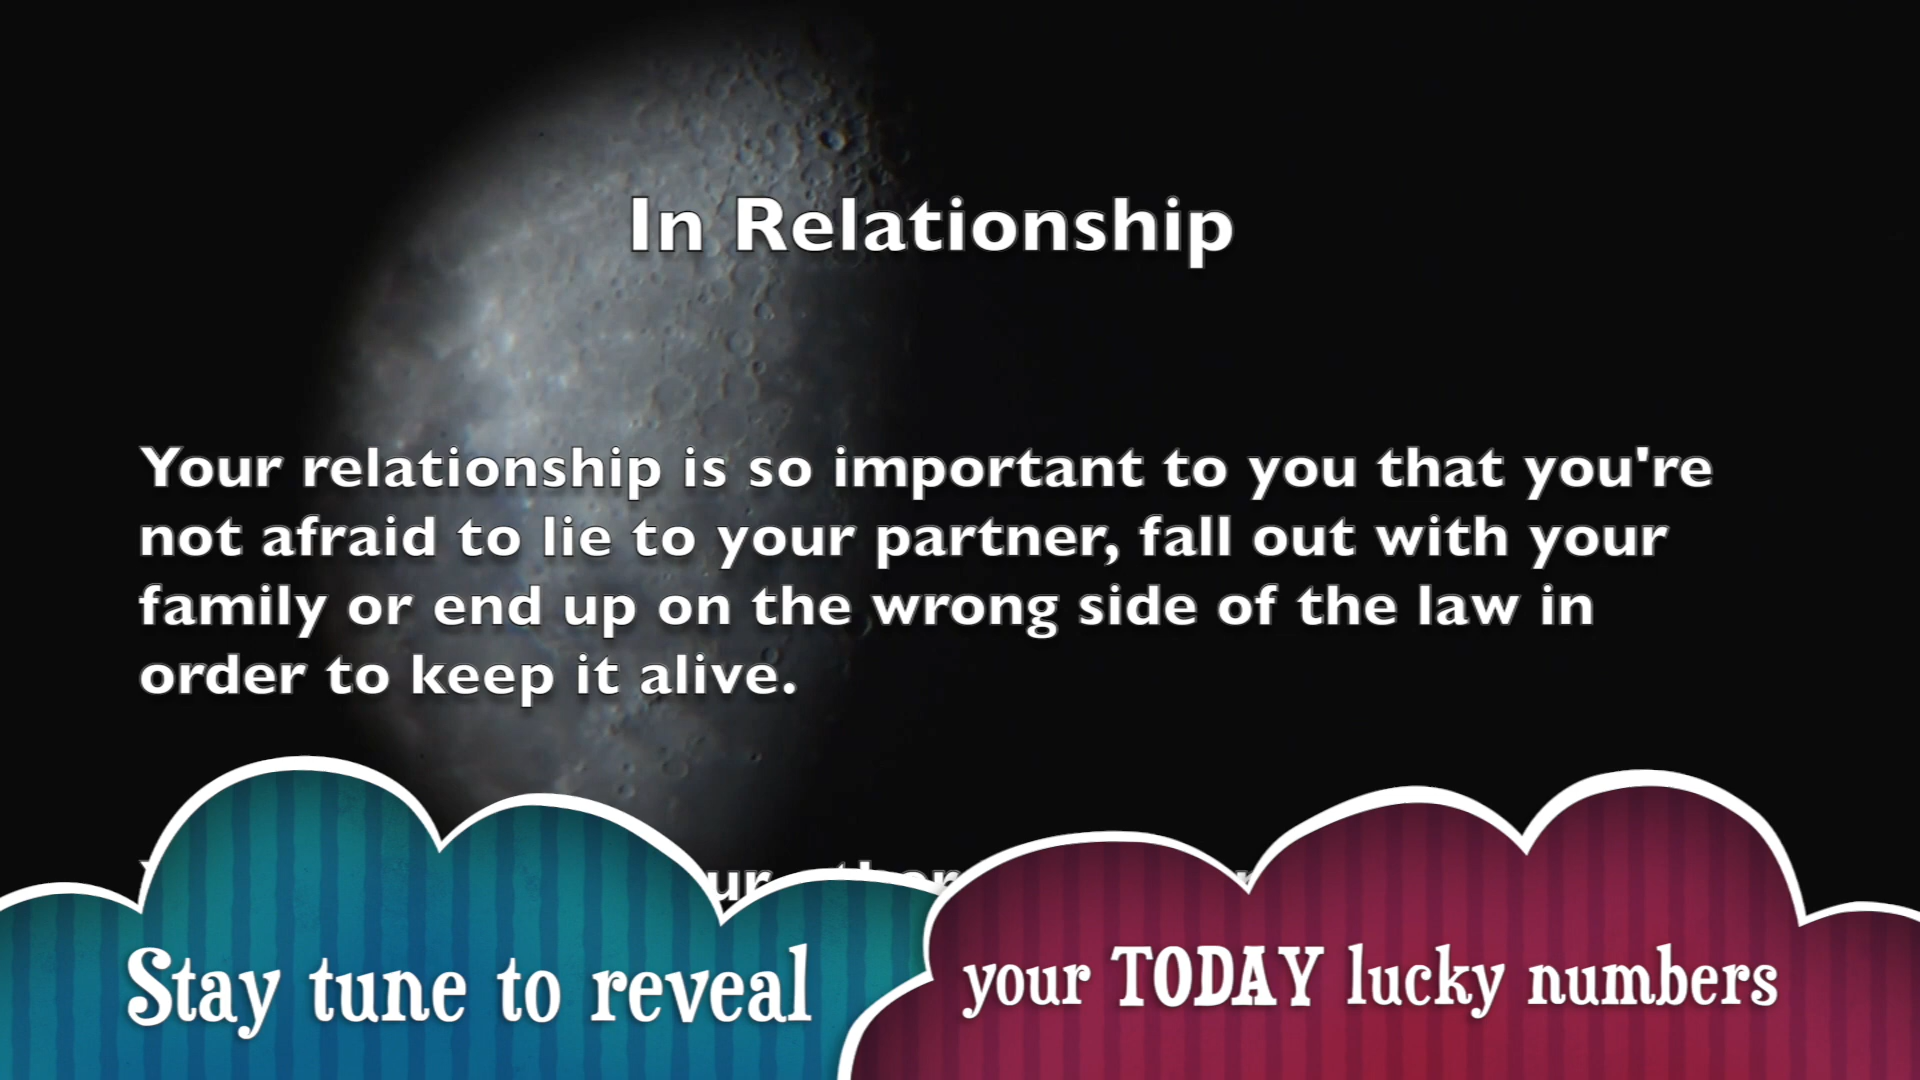 In Relationship
Your relationship is so important to you that you're
not afraid to lie to your partner, fall out with your
family or end up on the wrong side of the law in
order to keep it alive.
Stay tune to reveal
your TODAY lucky numbers